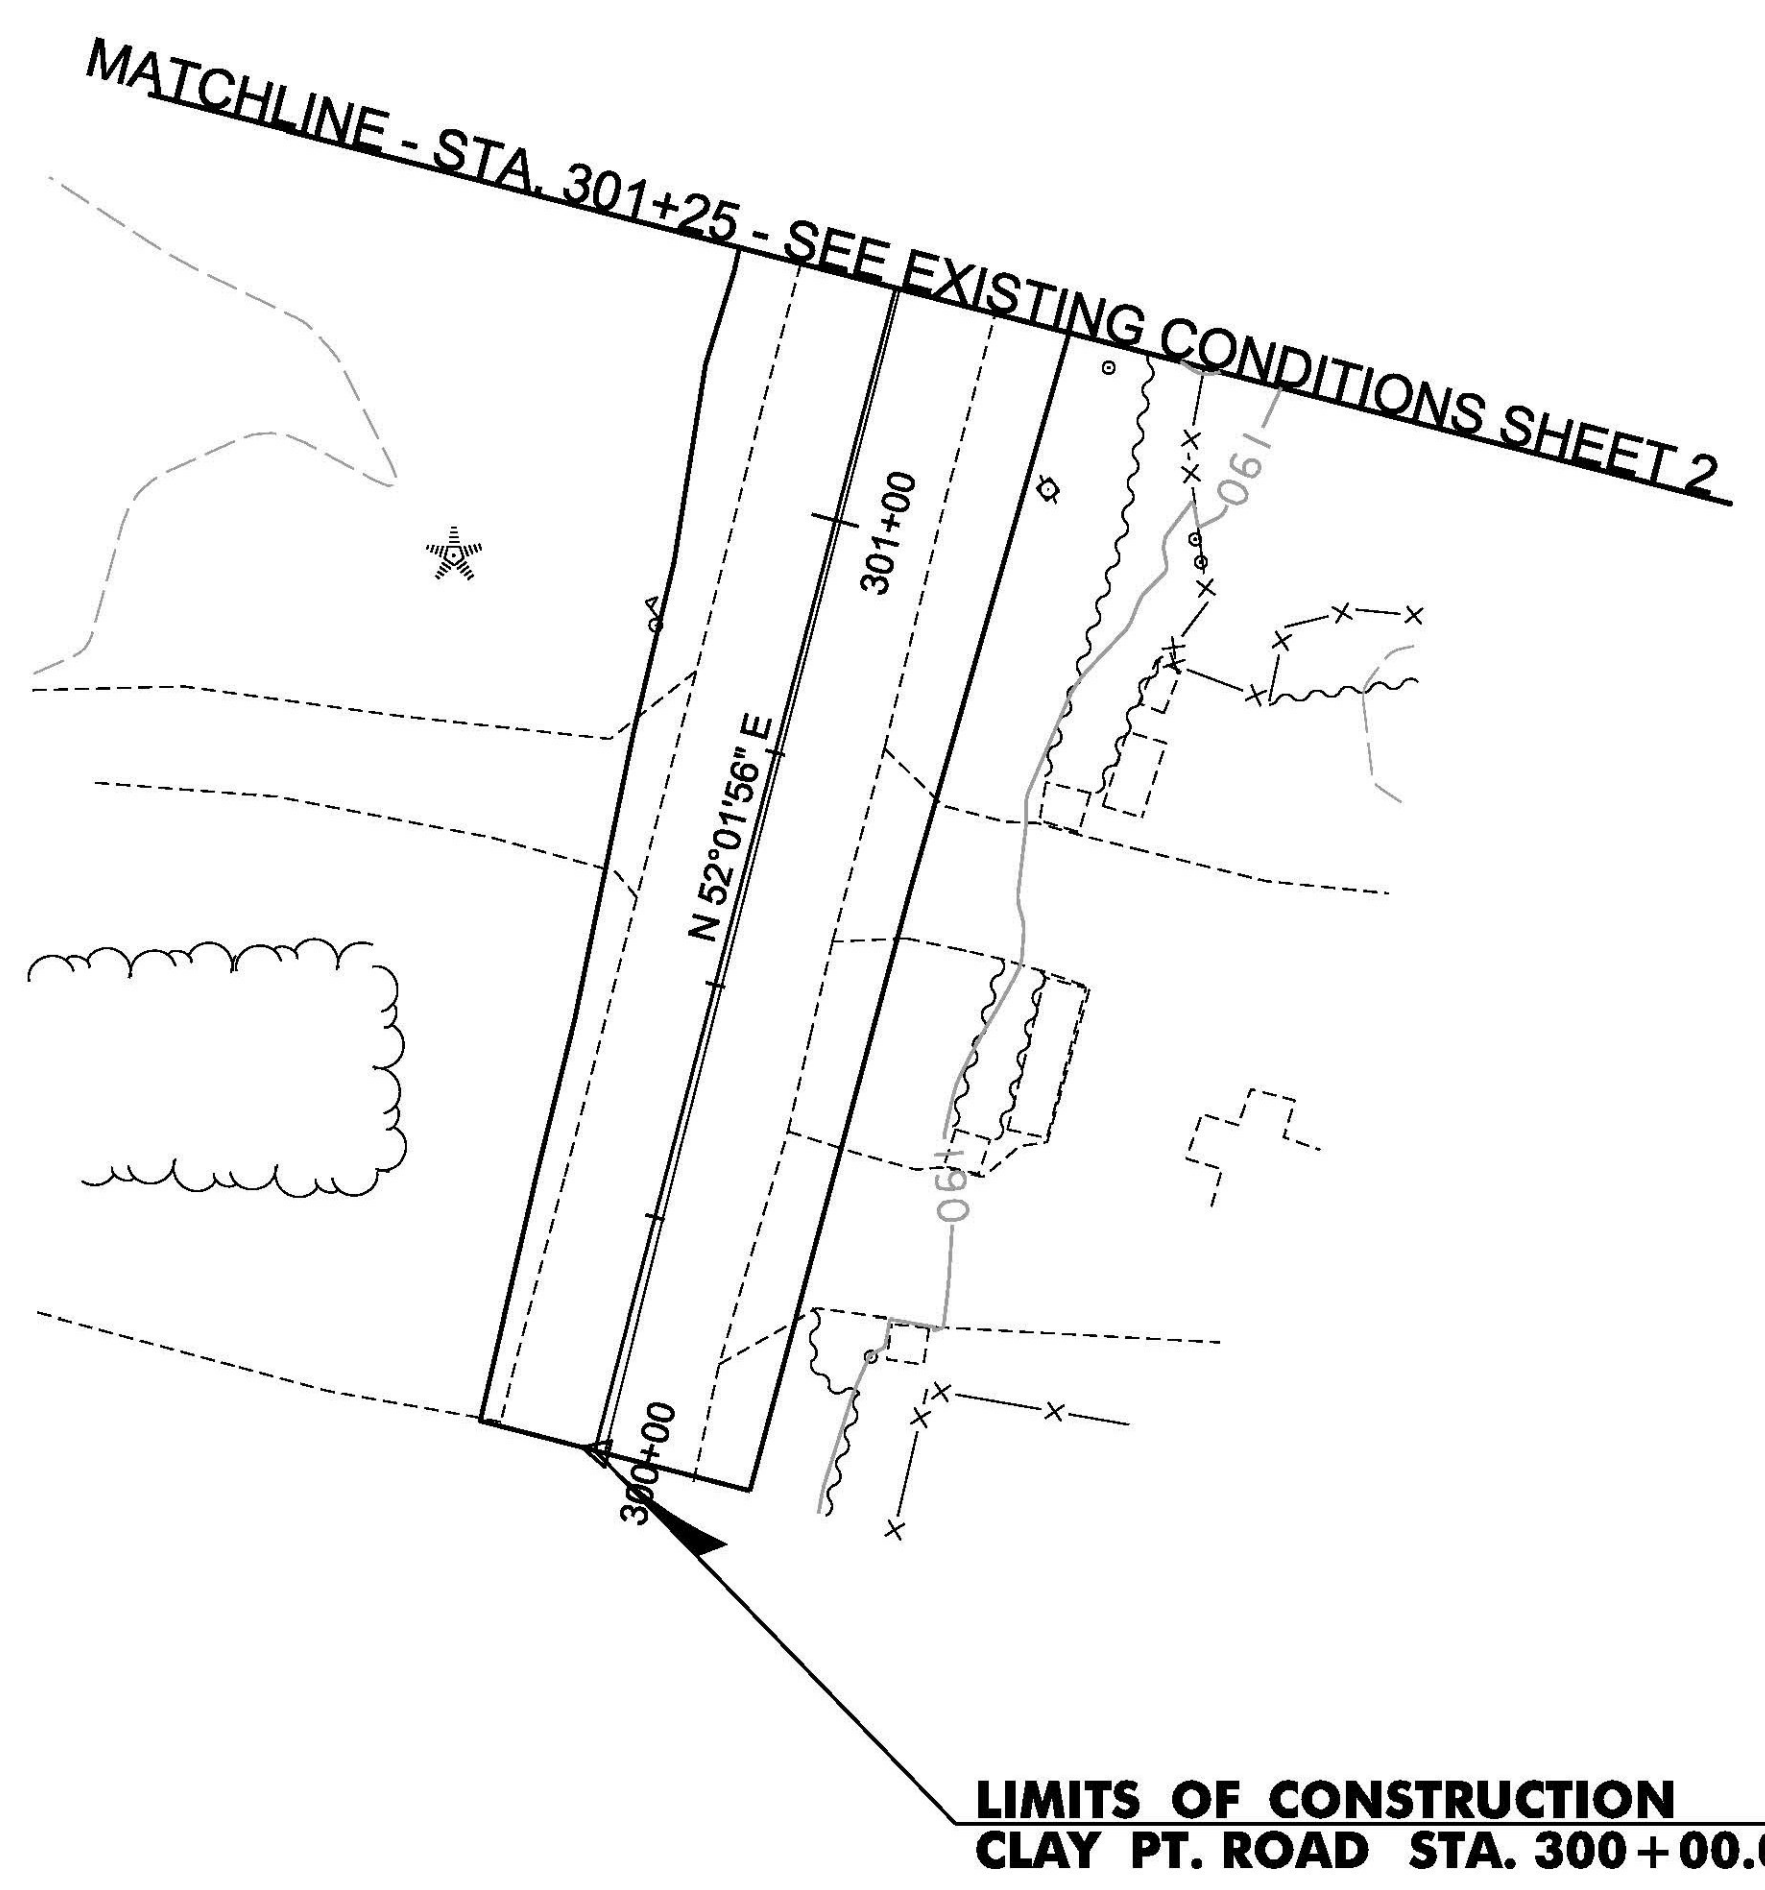 MATCHLINE - STA. 301+25 - SEE EXISTING CONDITIONS SHEET 2
190
301+00
N 52°01'56" E
190
300+00
LIMITS OF CONSTRUCTION
CLAY PT. ROAD STA. 300+00.